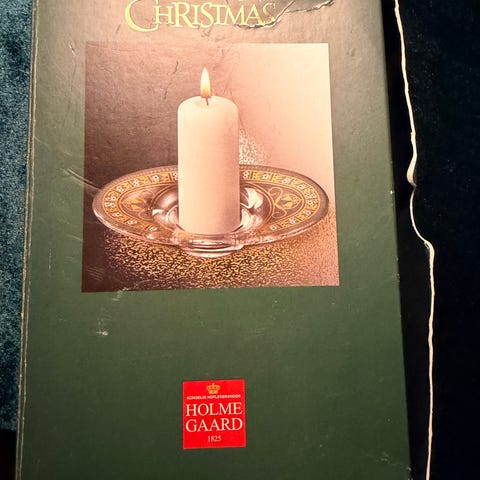 CHRISTMAS
KONGELIG HOFLEVERANDØR
HOLME
GAARD
1825